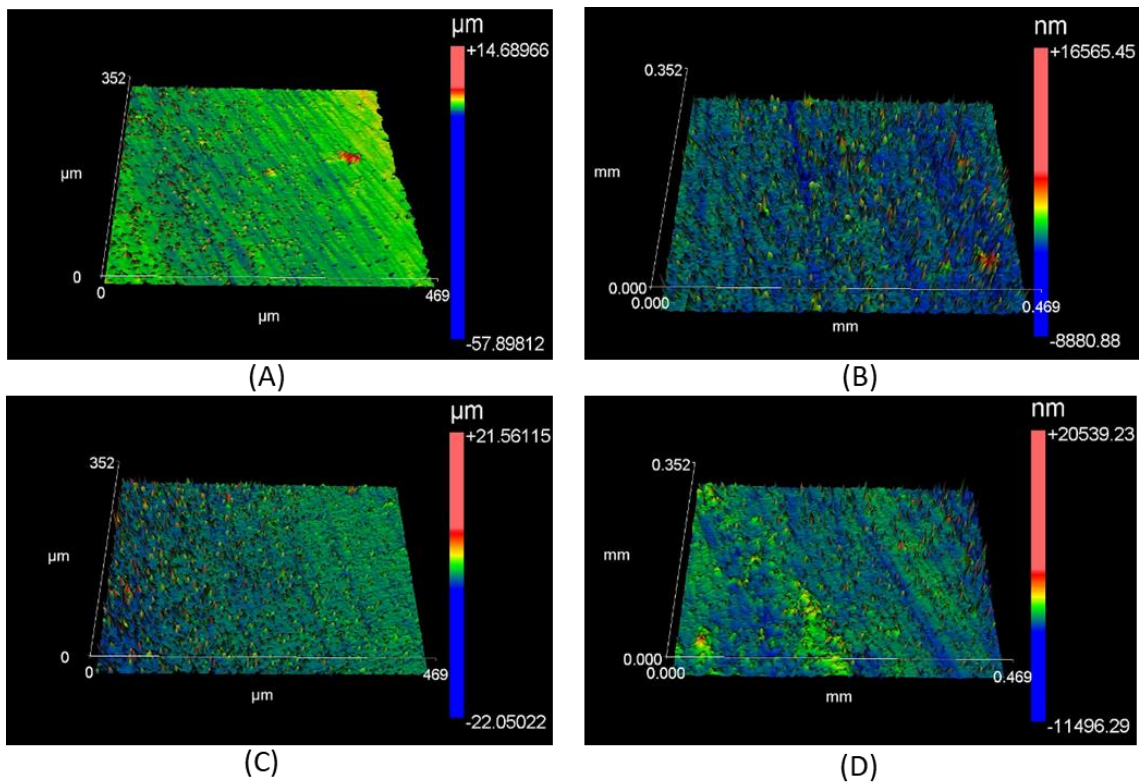 µm
+14.68966
352
µm
0
0
469
µm
-57.89812
(A)
nm
+16565.45
0.352
mm
0.000
0.000
0.469
mm
-8880.88
(B)
µm
+21.56115
352
µm
0
0
469
µm
-22.05022
(C)
nm
+20539.23
0.352
mm
0.000
0.000
0.469
mm
-11496.29
(D)